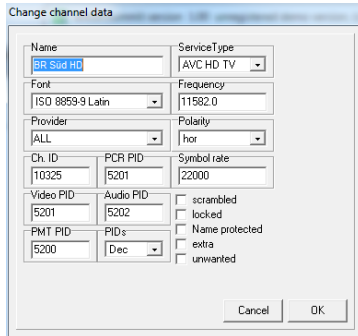 Change channel data
Name
ServiceType
BR Süd HD
AVC HD TV
Font
Frequency
ISO 8859-9 Latin
11582.0
Provider
Polarity
ALL
hor
Ch. ID
PCR PID
Symbol rate
10325
5201
22000
Video PID
Audio PID
scrambled
5201
5202
locked
PMT PID
PIDs
Name protected
5200
Dec
extra
unwanted
Cancel
OK